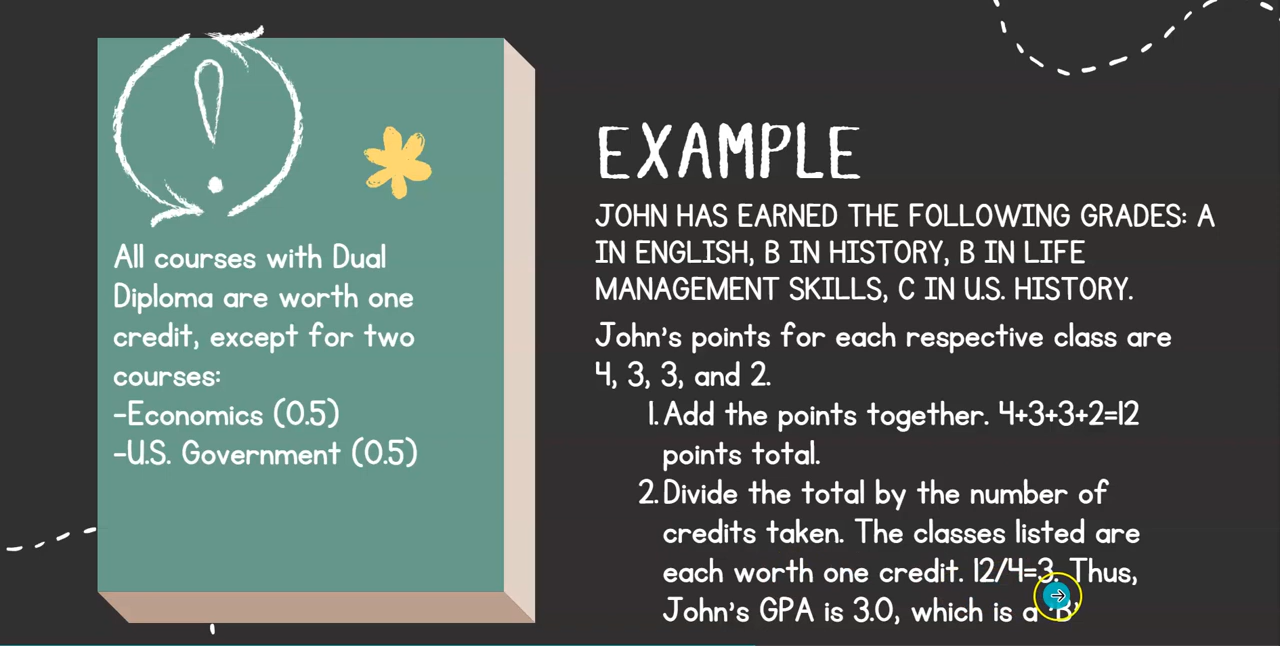 All courses with Dual
Diploma are worth one
credit, except for two
courses:
-Economics (0.5)
-U.S. Government (0.5)
EXAMPLE
JOHN HAS EARNED THE FOLLOWING GRADES: A
IN ENGLISH, B IN HISTORY, B IN LIFE
MANAGEMENT SKILLS, C IN U.S. HISTORY.
John's points for each respective class are
4, 3, 3, and 2.
1. Add the points together. 4+3+3+2=12
points total.
2. Divide the total by the number of
credits taken. The classes listed are
each worth one credit. 12/4=3. Thus,
John's GPA is 3.0, which is a 'B'